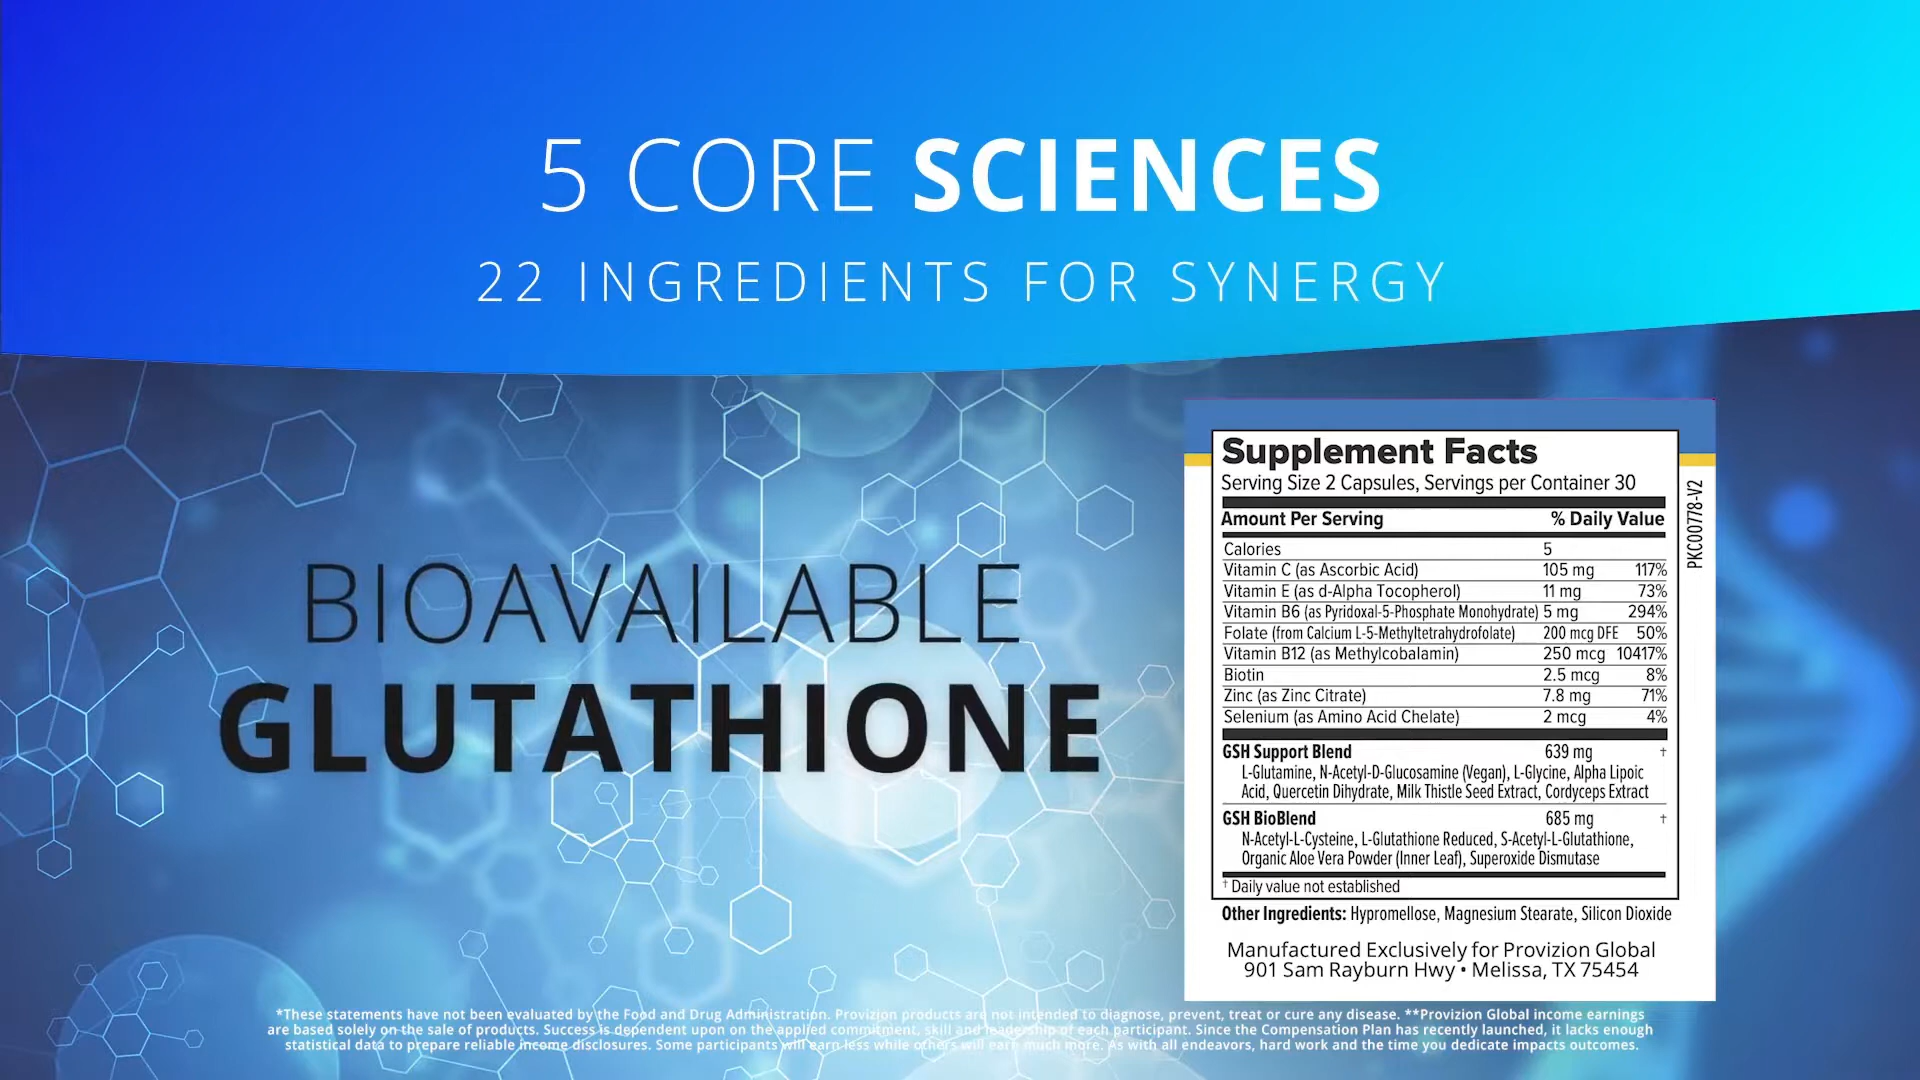 5 CORE SCIENCES
22 INGREDIENTS FOR SYNERGY
BIOAVAILABLE
GLUTATHIONE
Supplement Facts
Serving Size 2 Capsules, Servings per Container 30
Amount Per Serving % Daily Value
Calories 5
Vitamin C (as Ascorbic Acid) 105 mg 117%
Vitamin E (as d-Alpha Tocopherol) 11 mg 73%
Vitamin B6 (as Pyridoxal-5-Phosphate Monohydrate) 5 mg 294%
Folate (from Calcium L-5-Methyltetrahydrofolate) 200 mcg DFE 50%
Vitamin B12 (as Methylcobalamin) 250 mcg 10417%
Biotin 2.5 mcg 8%
Zinc (as Zinc Citrate) 7.8 mg 71%
Selenium (as Amino Acid Chelate) 2 mcg 4%
GSH Support Blend 639 mg †
L-Glutamine, N-Acetyl-D-Glucosamine (Vegan), L-Glycine, Alpha Lipoic
Acid, Quercetin Dihydrate, Milk Thistle Seed Extract, Cordyceps Extract
GSH BioBlend 685 mg †
N-Acetyl-L-Cysteine, L-Glutathione Reduced, S-Acetyl-L-Glutathione,
Organic Aloe Vera Powder (Inner Leaf), Superoxide Dismutase
† Daily value not established
Other Ingredients: Hypromellose, Magnesium Stearate, Silicon Dioxide
Manufactured Exclusively for Provizion Global
901 Sam Rayburn Hwy • Melissa, TX 75454
PKC00778-V2
*These statements have not been evaluated by the Food and Drug Administration. Provizion products are not intended to diagnose, prevent, treat or cure any disease. **Provizion Global income earnings
are based solely on the sale of products. Success is dependent upon on the applied commitment, skill and leadership of each participant. Since the Compensation Plan has recently launched, it lacks enough
statistical data to prepare reliable income disclosures. Some participants will earn less while others will earn much more. As with all endeavors, hard work and the time you dedicate impacts outcomes.